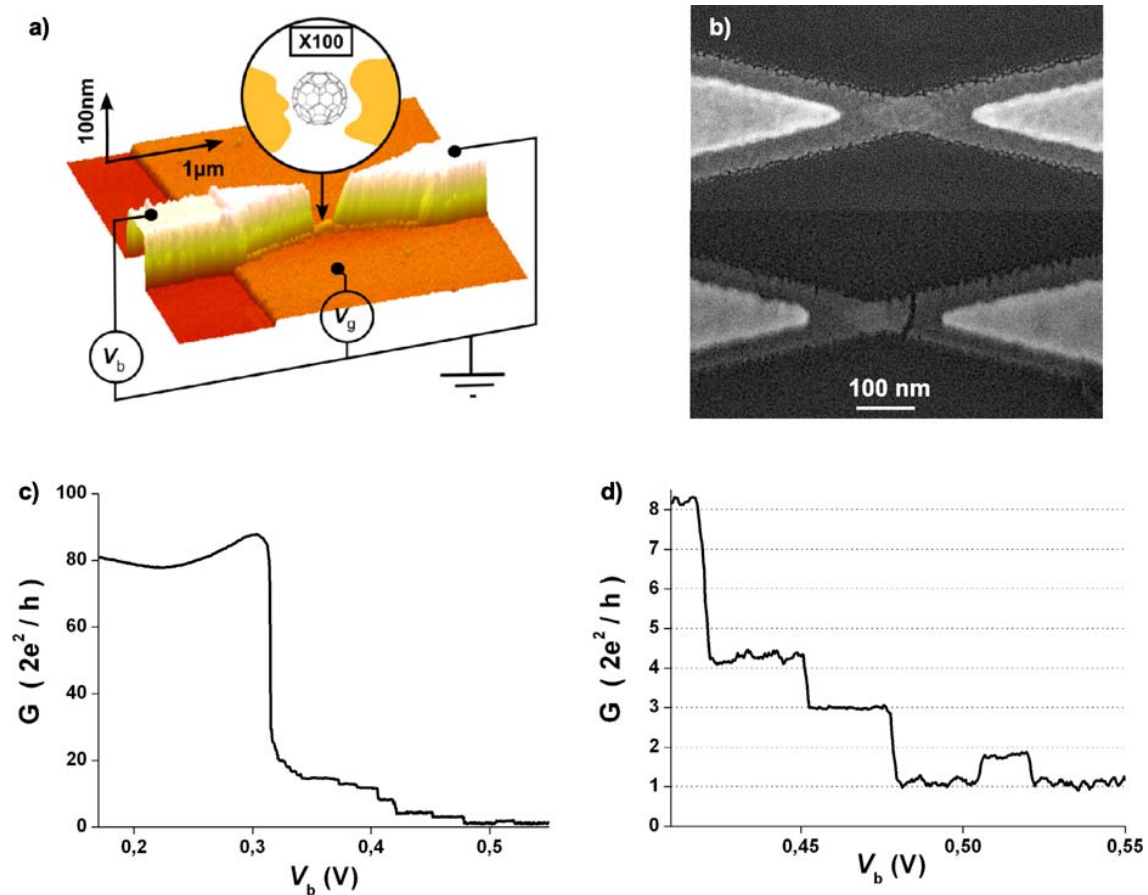 a)
X100
100nm
1µm
V_b
V_g
b)
100 nm
c)
100
80
60
40
20
0
G ( 2e² / h )
0,2
0,3
0,4
0,5
V_b (V)
d)
8
7
6
5
4
3
2
1
0
G ( 2e² / h )
0,45
0,50
0,55
V_b (V)